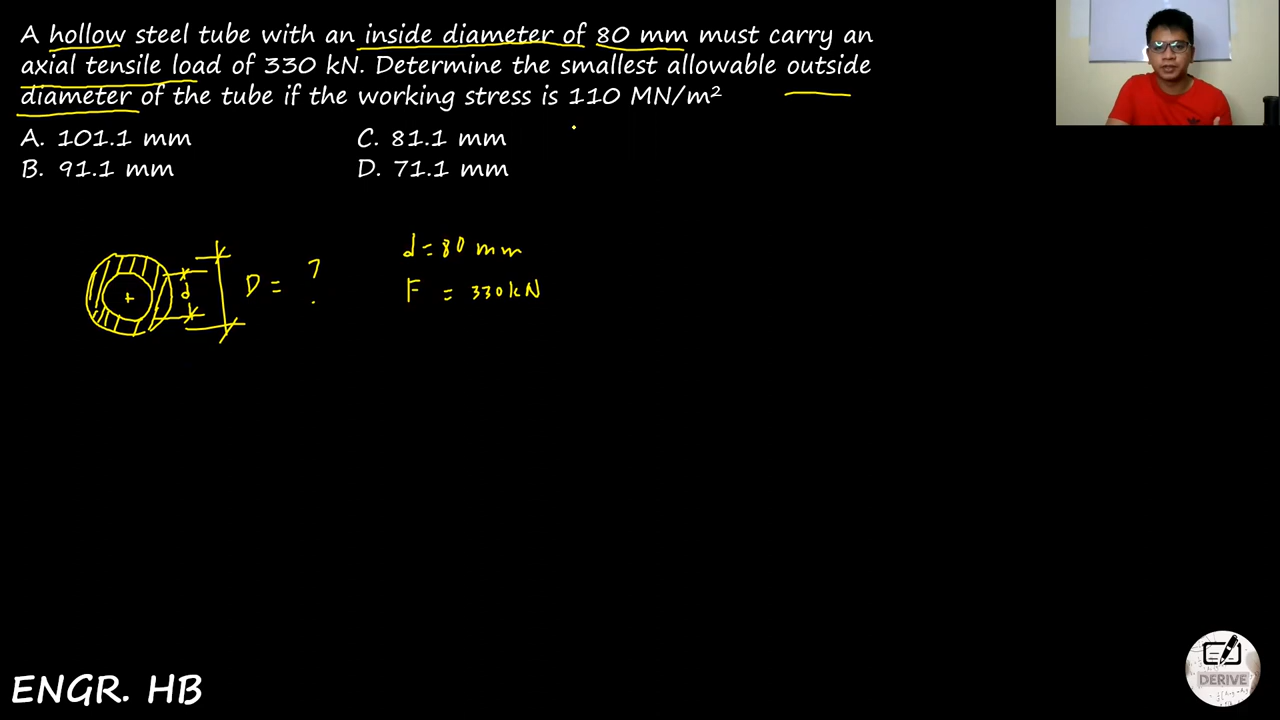 A hollow steel tube with an inside diameter of 80 mm must carry an
axial tensile load of 330 kN. Determine the smallest allowable outside
diameter of the tube if the working stress is 110 MN/m²
A. 101.1 mm
C. 81.1 mm
B. 91.1 mm
D. 71.1 mm
d = 80 mm
d
D = ?
F = 330 kN
ENGR. HB
DERIVE